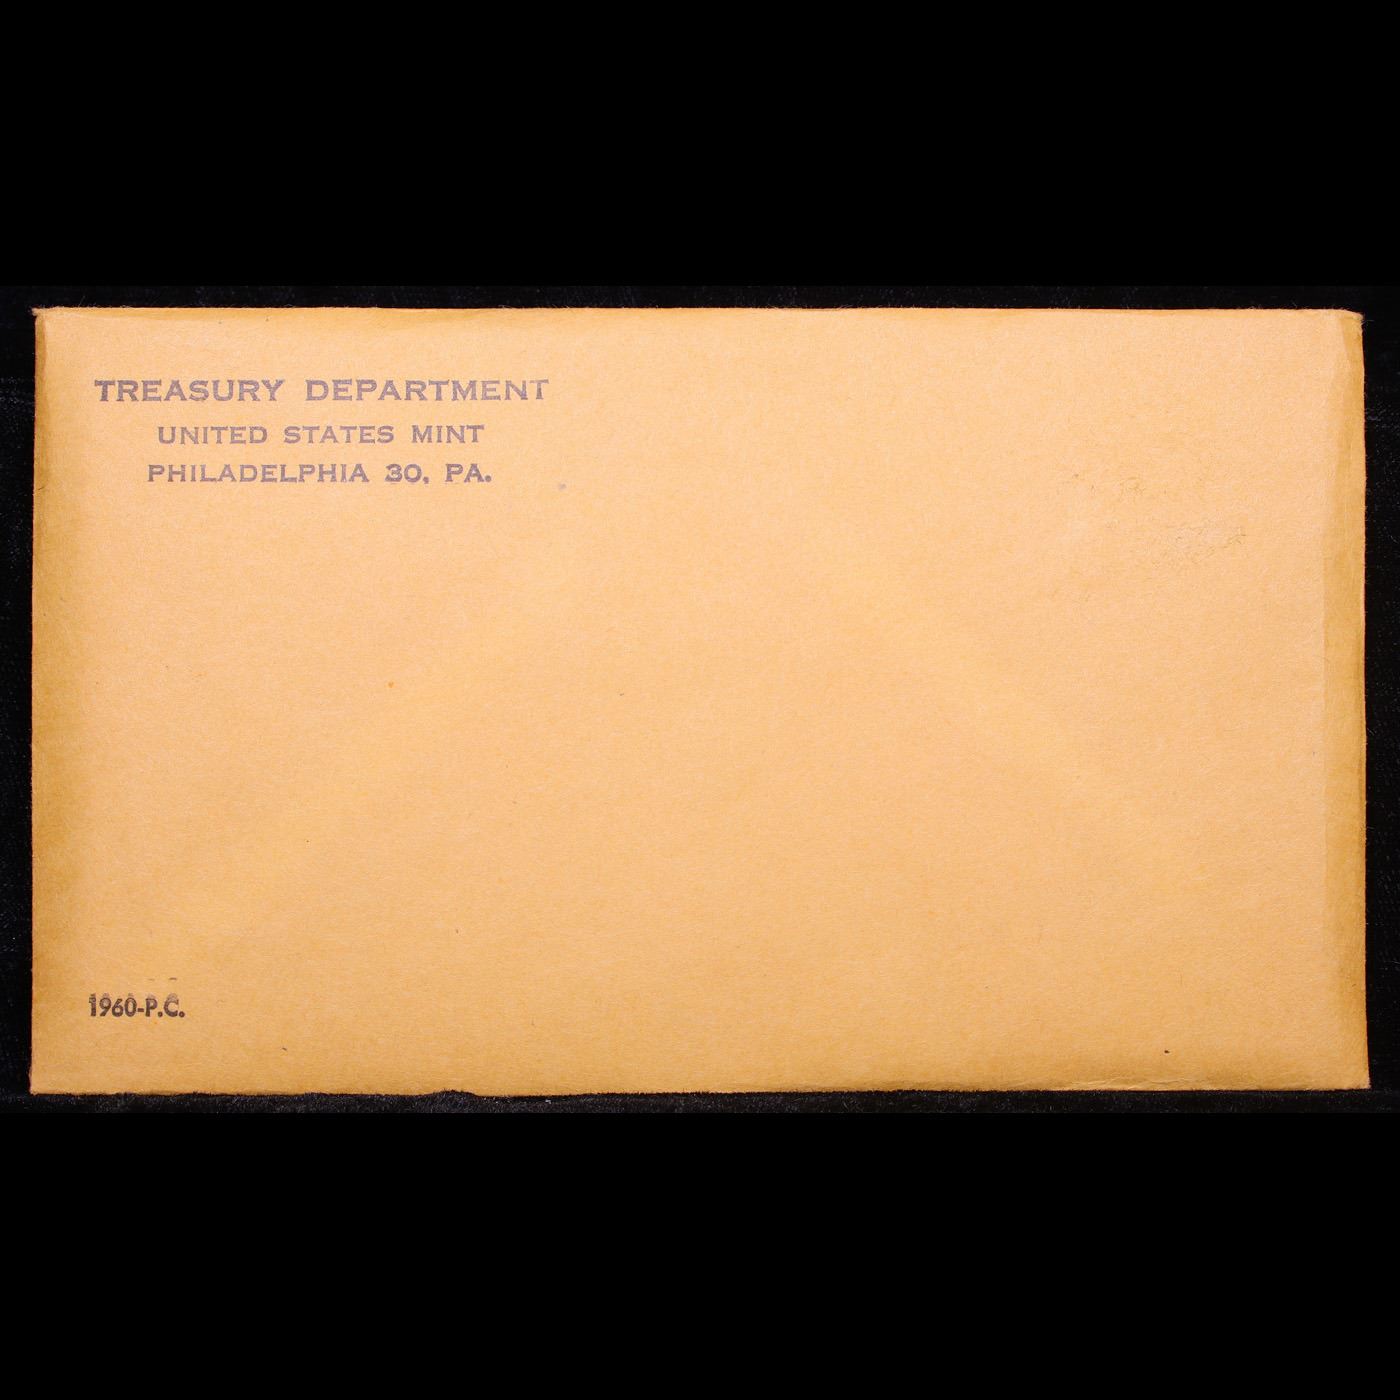 TREASURY DEPARTMENT
UNITED STATES MINT
PHILADELPHIA 30, PA.
1960-P.C.